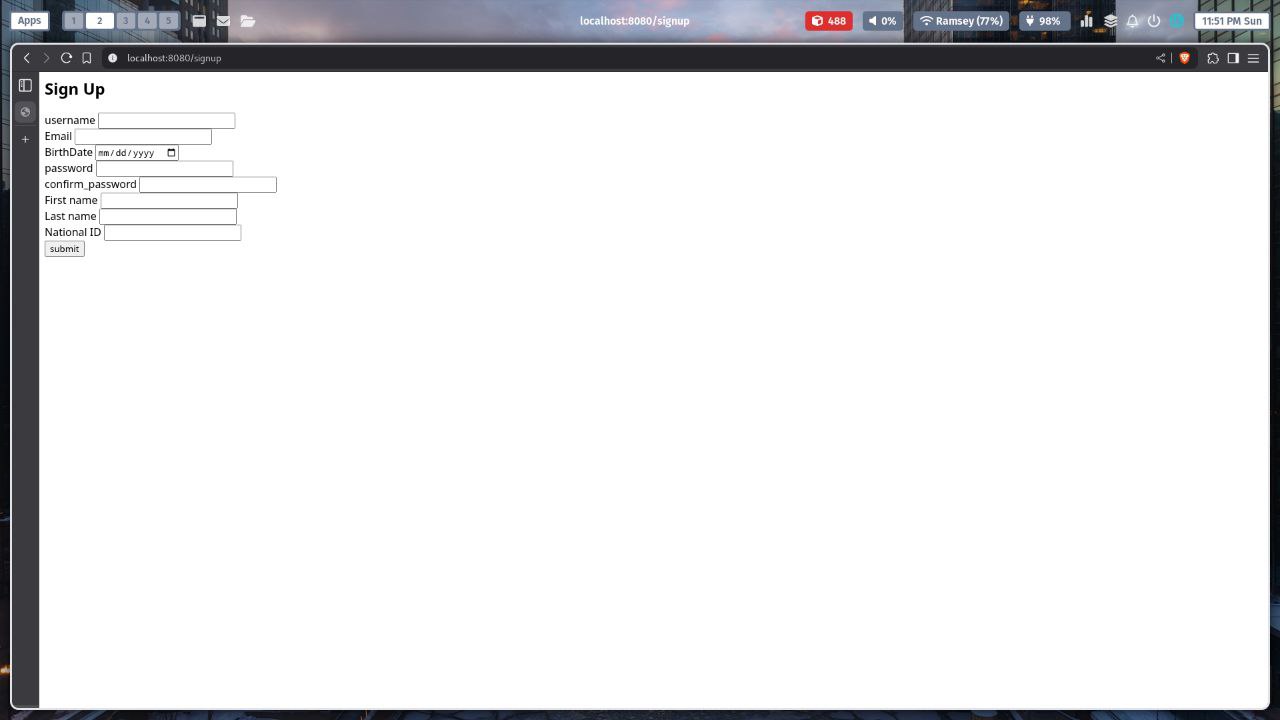 Apps 1 2 3 4 5 localhost:8080/signup 488 0% Ramsey (77%) 98% 11:51 PM Sun
localhost:8080/signup
Sign Up
username
Email
BirthDate mm/dd/yyyy
password
confirm_password
First name
Last name
National ID
submit